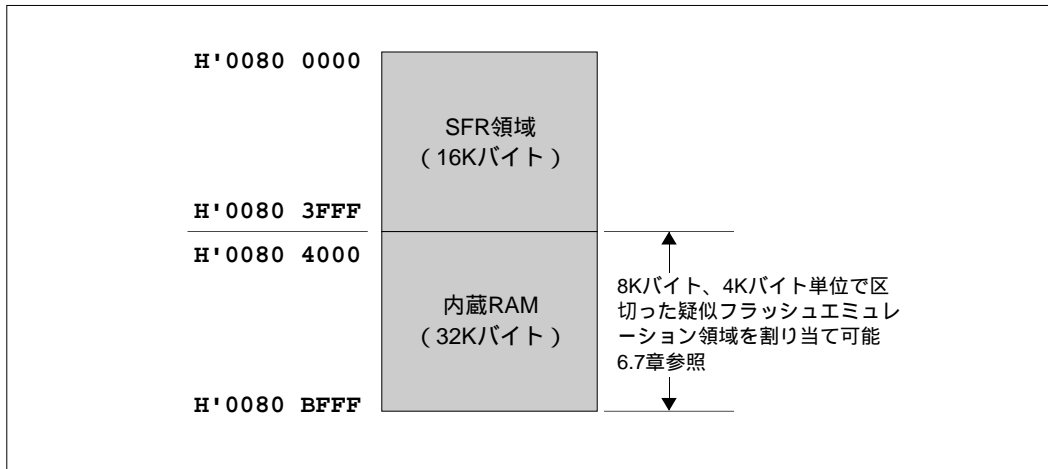 H'0080 0000
SFR領域
（16Kバイト）
H'0080 3FFF
H'0080 4000
内蔵RAM
（32Kバイト）
8Kバイト、4Kバイト単位で区
切った疑似フラッシュエミュレ
ーション領域を割り当て可能
6.7章参照
H'0080 BFFF